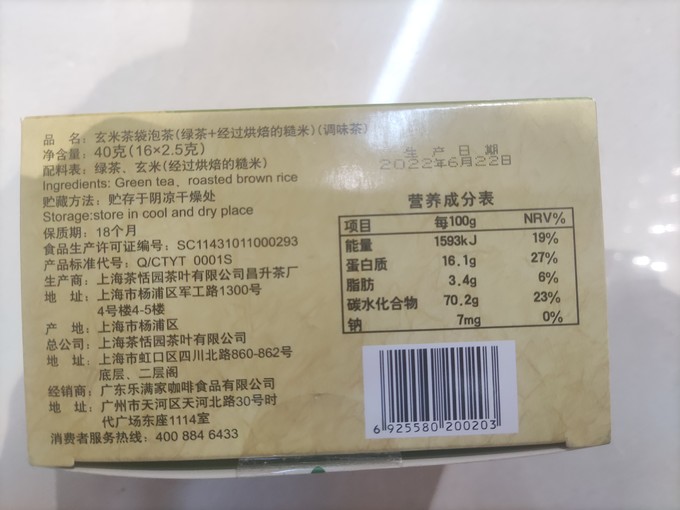 品 名：玄米茶袋泡茶(绿茶+经过烘焙的糙米)(调味茶)
净含量：40克(16×2.5克)
配料表：绿茶、玄米(经过烘焙的糙米)
Ingredients: Green tea、roasted brown rice
贮藏方法：贮存于阴凉干燥处
Storage:store in cool and dry place
保质期：18个月
食品生产许可证编号：SC11431011000293
产品标准代号：Q/CTYT 0001S
生产商：上海茶恬园茶叶有限公司昌升茶厂
地 址：上海市杨浦区军工路1300号
4号楼4-5楼
产 地：上海市杨浦区
总公司：上海茶恬园茶叶有限公司
地 址：上海市虹口区四川北路860-862号
底层、二层阁
经销商：广东乐满家咖啡食品有限公司
地 址：广州市天河区天河北路30号时
代广场东座1114室
消费者服务热线：400 884 6433
生产日期
2022年6月22日
营养成分表
项目 每100g NRV%
能量 1593kJ 19%
蛋白质 16.1g 27%
脂肪 3.4g 6%
碳水化合物 70.2g 23%
钠 7mg 0%
6 925580 200203